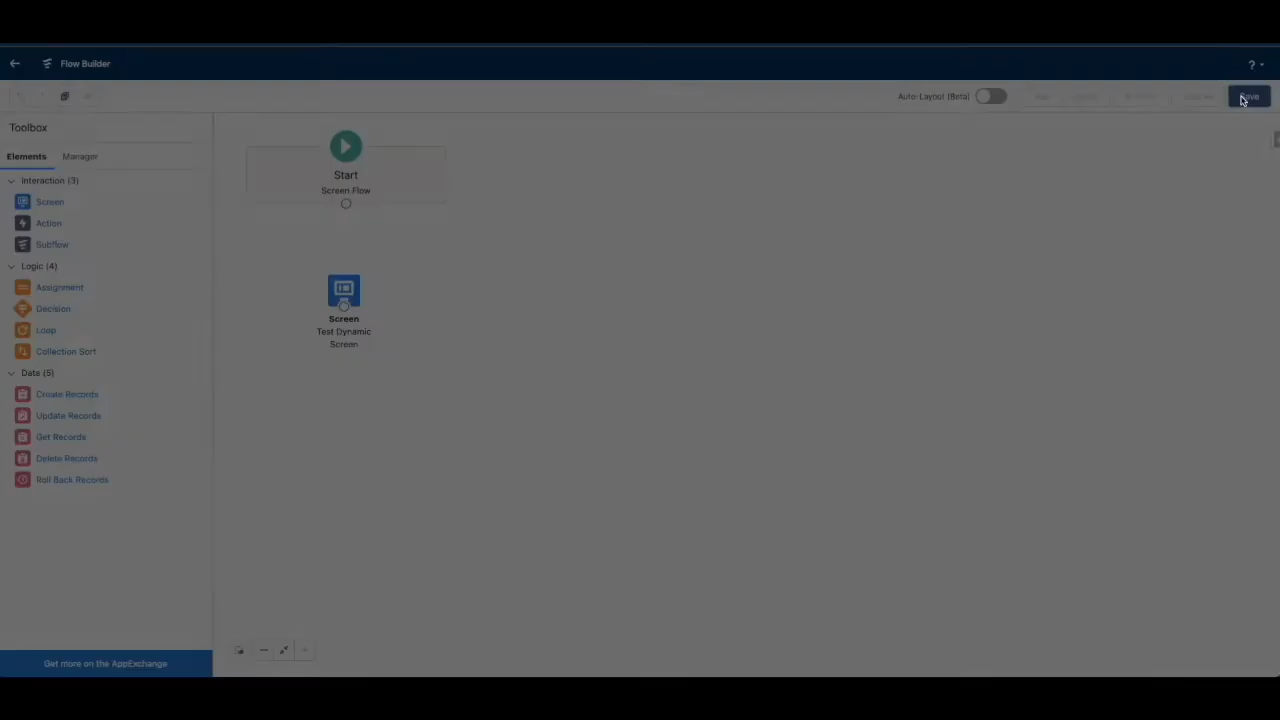 Flow Builder
?
Auto-Layout (Beta)
Save
Toolbox
Elements Manager
Interaction (3)
Screen
Action
Subflow
Logic (4)
Assignment
Decision
Loop
Collection Sort
Data (5)
Create Records
Update Records
Get Records
Delete Records
Roll Back Records
Get more on the AppExchange
Start
Screen Flow
Screen
Test Dynamic
Screen